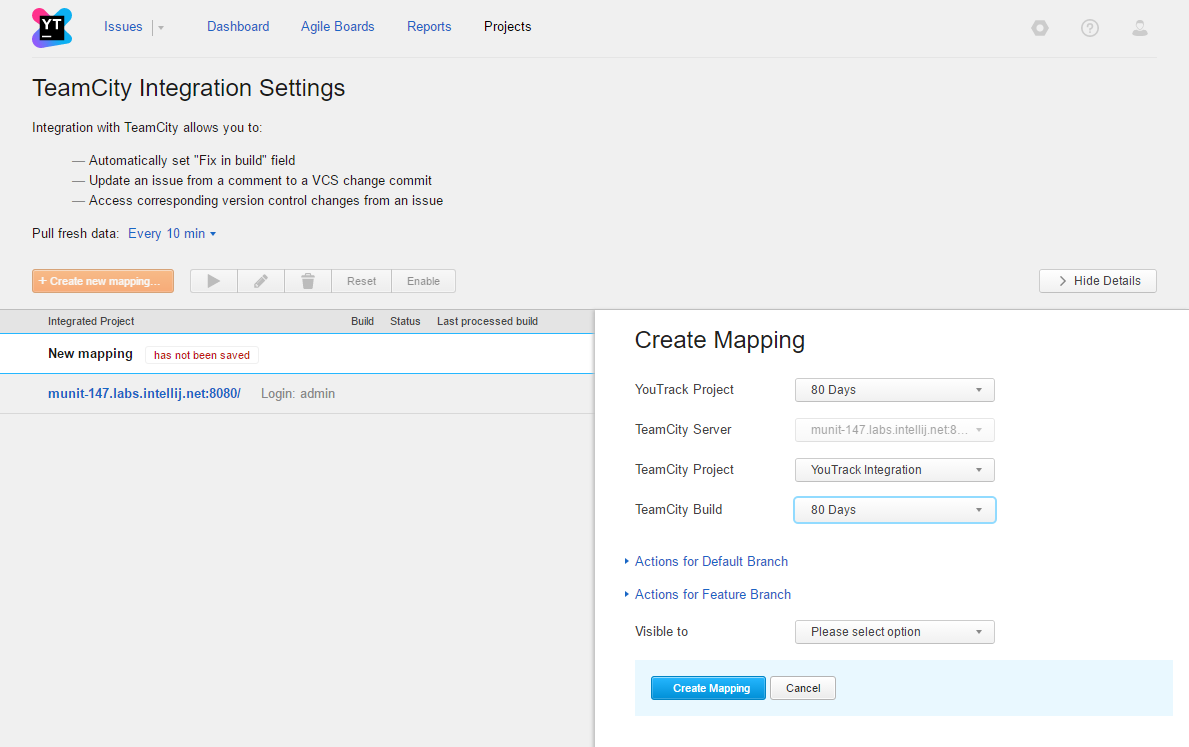 YT
Issues Dashboard Agile Boards Reports Projects
TeamCity Integration Settings
Integration with TeamCity allows you to:
— Automatically set "Fix in build" field
— Update an issue from a comment to a VCS change commit
— Access corresponding version control changes from an issue
Pull fresh data: Every 10 min
+ Create new mapping... Reset Enable Hide Details
Integrated Project Build Status Last processed build
New mapping has not been saved
munit-147.labs.intellij.net:8080/ Login: admin
Create Mapping
YouTrack Project 80 Days
TeamCity Server munit-147.labs.intellij.net:8...
TeamCity Project YouTrack Integration
TeamCity Build 80 Days
Actions for Default Branch
Actions for Feature Branch
Visible to Please select option
Create Mapping Cancel